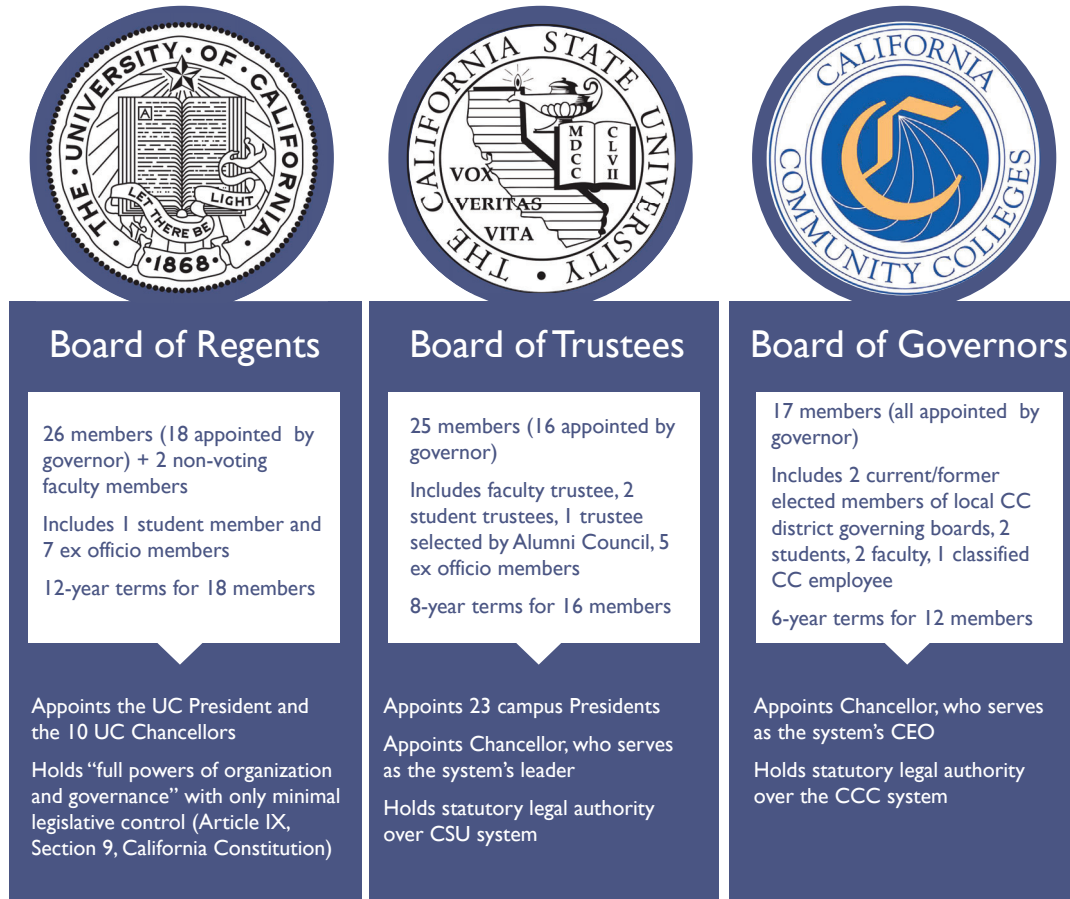 THE · UNIVERSITY · OF · CALIFORNIA ·
A
LET THERE BE LIGHT
·1868·
THE CALIFORNIA STATE UNIVERSITY •
VOX
VERITAS
VITA
MDCC
CLVII
CALIFORNIA
COMMUNITY COLLEGES
CC
Board of Regents
26 members (18 appointed by
governor) + 2 non-voting
faculty members
Includes 1 student member and
7 ex officio members
12-year terms for 18 members
Appoints the UC President and
the 10 UC Chancellors
Holds “full powers of organization
and governance” with only minimal
legislative control (Article IX,
Section 9, California Constitution)
Board of Trustees
25 members (16 appointed by
governor)
Includes faculty trustee, 2
student trustees, 1 trustee
selected by Alumni Council, 5
ex officio members
8-year terms for 16 members
Appoints 23 campus Presidents
Appoints Chancellor, who serves
as the system’s leader
Holds statutory legal authority
over CSU system
Board of Governors
17 members (all appointed by
governor)
Includes 2 current/former
elected members of local CC
district governing boards, 2
students, 2 faculty, 1 classified
CC employee
6-year terms for 12 members
Appoints Chancellor, who serves
as the system’s CEO
Holds statutory legal authority
over the CCC system